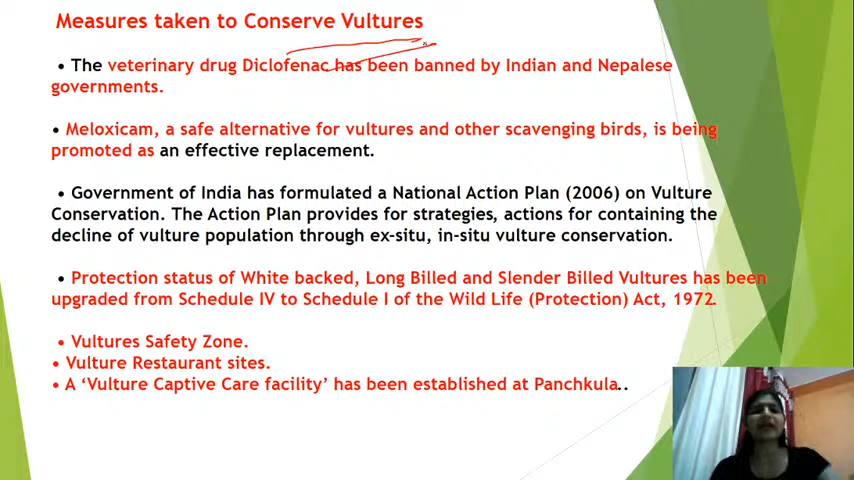 Measures taken to Conserve Vultures
• The veterinary drug Diclofenac has been banned by Indian and Nepalese
governments.
• Meloxicam, a safe alternative for vultures and other scavenging birds, is being
promoted as an effective replacement.
• Government of India has formulated a National Action Plan (2006) on Vulture
Conservation. The Action Plan provides for strategies, actions for containing the
decline of vulture population through ex-situ, in-situ vulture conservation.
• Protection status of White backed, Long Billed and Slender Billed Vultures has been
upgraded from Schedule IV to Schedule I of the Wild Life (Protection) Act, 1972.
• Vultures Safety Zone.
• Vulture Restaurant sites.
• A ‘Vulture Captive Care facility’ has been established at Panchkula..